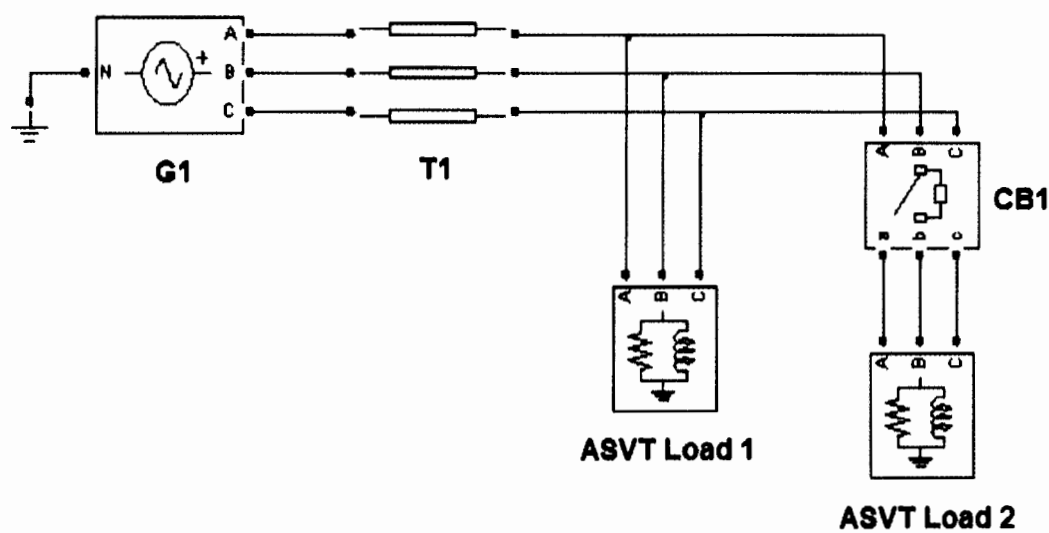 A
N
+
B
C
G1
T1
A B C
CB1
a b c
A B C
ASVT Load 1
A B C
ASVT Load 2